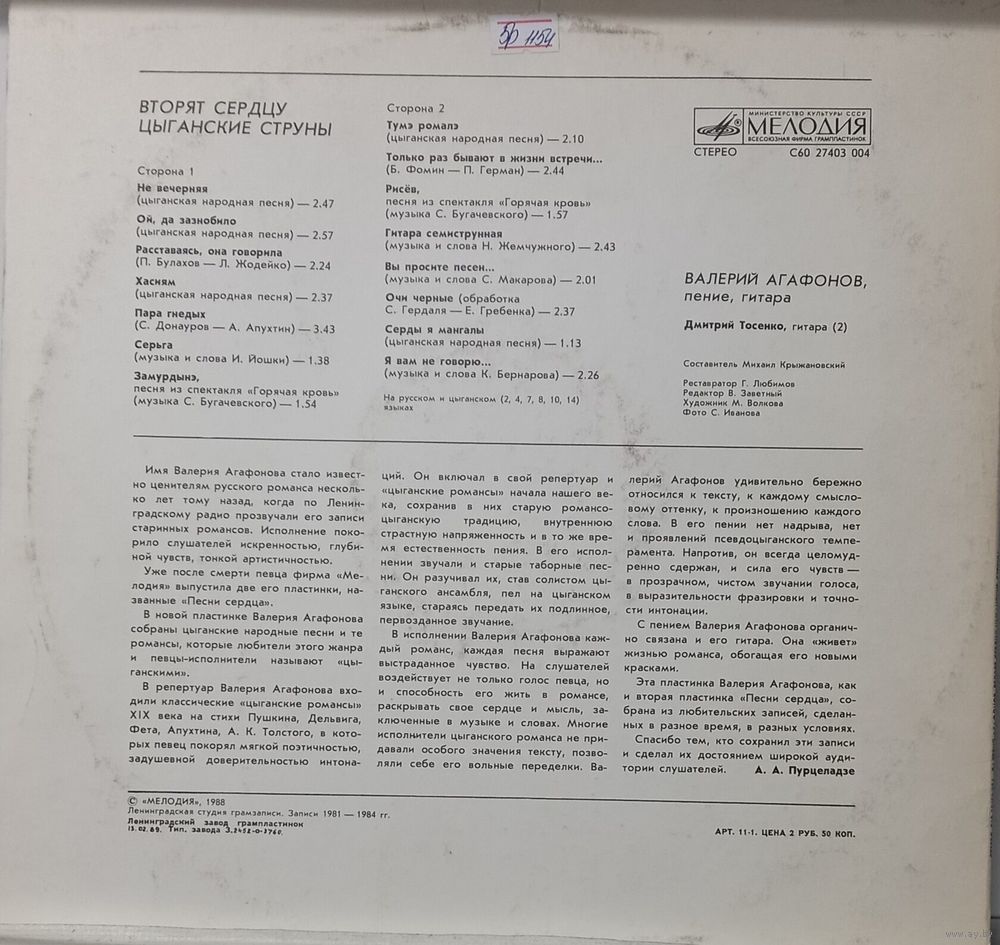 5р 1154
ВТОРЯТ СЕРДЦУ
ЦЫГАНСКИЕ СТРУНЫ
Сторона 1
Не вечерняя
(цыганская народная песня) — 2.47
Ой, да зазнобило
(цыганская народная песня) — 2.57
Расставаясь, она говорила
(П. Булахов — Л. Жодейко) — 2.24
Хасиям
(цыганская народная песня) — 2.37
Пара гнедых
(С. Донауров — А. Апухтин) — 3.43
Серьга
(музыка и слова И. Йошки) — 1.38
Замурдынэ,
песня из спектакля «Горячая кровь»
(музыка С. Бугачевского) — 1.54
Сторона 2
Тумэ ромалэ
(цыганская народная песня) — 2.10
Только раз бывают в жизни встречи...
(Б. Фомин — П. Герман) — 2.44
Рисёв,
песня из спектакля «Горячая кровь»
(музыка С. Бугачевского) — 1.57
Гитара семиструнная
(музыка и слова Н. Жемчужного) — 2.43
Вы просите песен...
(музыка и слова С. Макарова) — 2.01
Очи черные (обработка
С. Гердаля — Е. Гребенка) — 2.37
Серды я мангалы
(цыганская народная песня) — 1.13
Я вам не говорю...
(музыка и слова К. Бернарова) — 2.26
На русском и цыганском (2, 4, 7, 8, 10, 14)
языках
МИНИСТЕРСТВО КУЛЬТУРЫ СССР
МЕЛОДИЯ
ВСЕСОЮЗНАЯ ФИРМА ГРАМПЛАСТИНОК
СТЕРЕО С60 27403 004
ВАЛЕРИЙ АГАФОНОВ,
пение, гитара
Дмитрий Тосенко, гитара (2)
Составитель Михаил Крыжановский
Реставратор Г. Любимов
Редактор В. Заветный
Художник М. Волкова
Фото С. Иванова
Имя Валерия Агафонова стало извест-
но ценителям русского романса несколь-
ко лет тому назад, когда по Ленин-
градскому радио прозвучали его записи
старинных романсов. Исполнение поко-
рило слушателей искренностью, глуби-
ной чувств, тонкой артистичностью.
Уже после смерти певца фирма «Ме-
лодия» выпустила две его пластинки, на-
званные «Песни сердца».
В новой пластинке Валерия Агафонова
собраны цыганские народные песни и те
романсы, которые любители этого жанра
и певцы-исполнители называют «цы-
ганскими».
В репертуар Валерия Агафонова вхо-
дили классические «цыганские романсы»
XIX века на стихи Пушкина, Дельвига,
Фета, Апухтина, А. К. Толстого, в кото-
рых певец покорял мягкой поэтичностью,
задушевной доверительностью интона-
ций. Он включал в свой репертуар и
«цыганские романсы» начала нашего ве-
ка, сохранив в них старую романсо-
цыганскую традицию, внутреннюю
страстную напряженность и в то же вре-
мя естественность пения. В его испол-
нении звучали и старые таборные пес-
ни. Он разучивал их, став солистом цы-
ганского ансамбля, пел на цыганском
языке, стараясь передать их подлинное,
первозданное звучание.
В исполнении Валерия Агафонова каж-
дый романс, каждая песня выражают
выстраданное чувство. На слушателей
воздействует не только голос певца, но
и способность его жить в романсе,
раскрывать свое сердце и мысль, за-
ключенные в музыке и словах. Многие
исполнители цыганского романса не при-
давали особого значения тексту, позво-
ляли себе его вольные переделки. Ва-
лерий Агафонов удивительно бережно
относился к тексту, к каждому смысло-
вому оттенку, к произношению каждого
слова. В его пении нет надрыва, нет
и проявлений псевдоцыганского темпе-
рамента. Напротив, он всегда целомуд-
ренно сдержан, и сила его чувств —
в прозрачном, чистом звучании голоса,
в выразительности фразировки и точно-
сти интонации.
С пением Валерия Агафонова органич-
но связана и его гитара. Она «живет»
жизнью романса, обогащая его новыми
красками.
Эта пластинка Валерия Агафонова, как
и вторая пластинка «Песни сердца», со-
брана из любительских записей, сделан-
ных в разное время, в разных условиях.
Спасибо тем, кто сохранил эти записи
и сделал их достоянием широкой ауди-
тории слушателей. А. А. Пурцеладзе
© «МЕЛОДИЯ», 1988
Ленинградская студия грамзаписи. Записи 1981 — 1984 гг.
Ленинградский завод грампластинок
13.02.89. Тип. завода З.2452-0-3760.
АРТ. 11-1. ЦЕНА 2 РУБ. 50 КОП.
www.ay.by